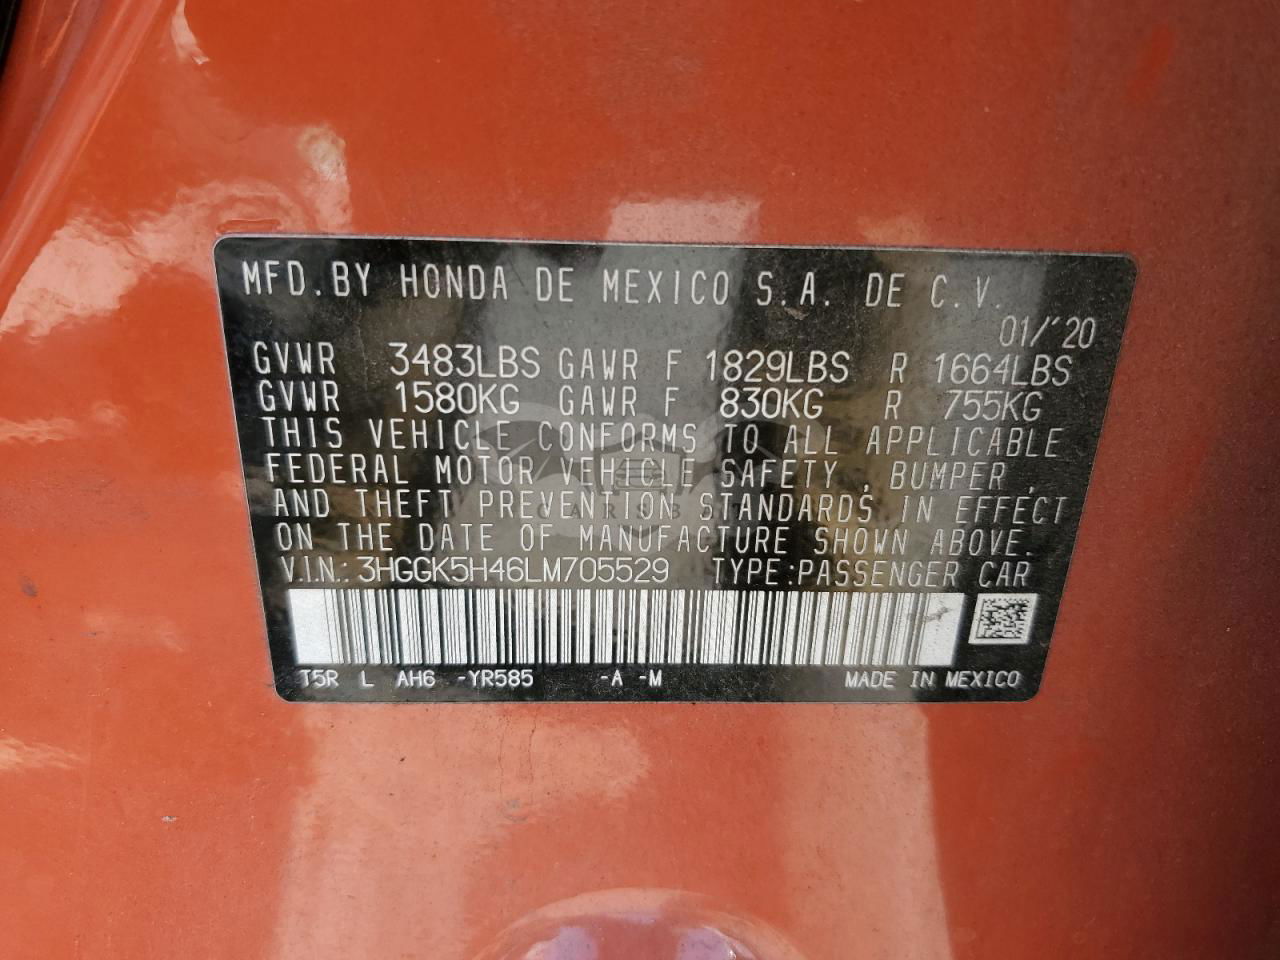 MFD.BY HONDA DE MEXICO S.A. DE C.V.
01/'20
GVWR 3483LBS GAWR F 1829LBS R 1664LBS
GVWR 1580KG GAWR F 830KG R 755KG
THIS VEHICLE CONFORMS TO ALL APPLICABLE
FEDERAL MOTOR VEHICLE SAFETY, BUMPER,
AND THEFT PREVENTION STANDARDS IN EFFECT
ON THE DATE OF MANUFACTURE SHOWN ABOVE.
V.I.N.: 3HGGK5H46LM705529 TYPE:PASSENGER CAR
T5R L AH6 -YR585 -A -M MADE IN MEXICO